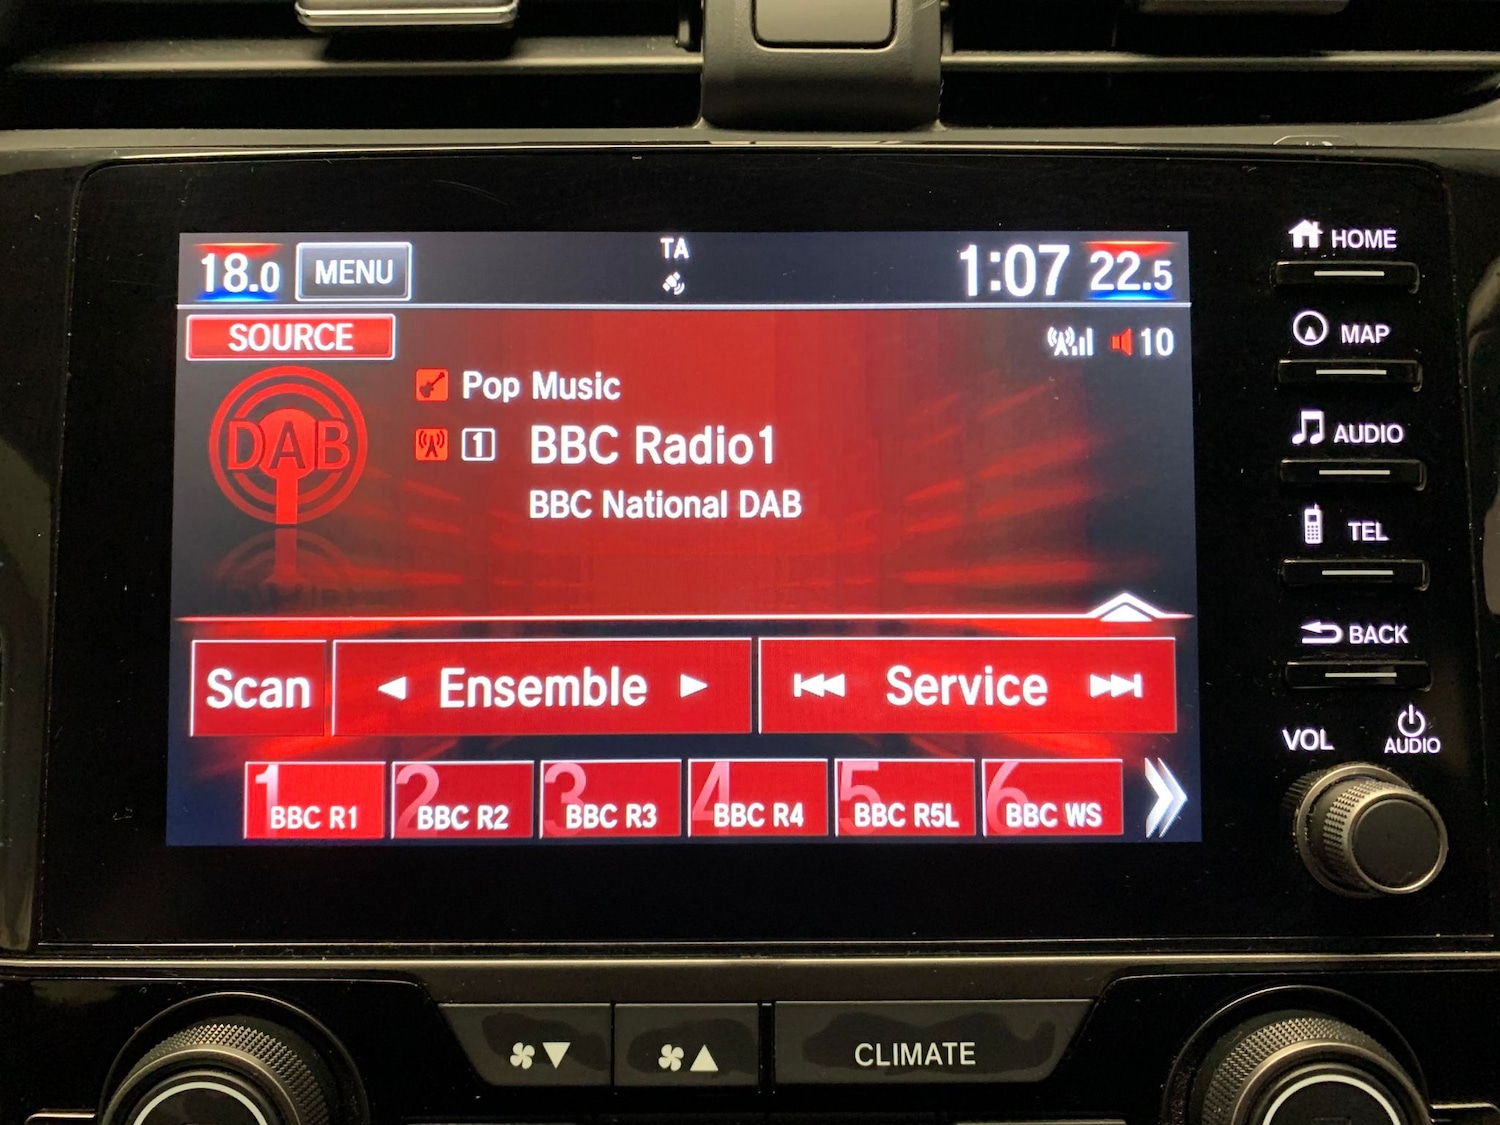 18.0 MENU TA 1:07 22.5
SOURCE
10
DAB
Pop Music
1 BBC Radio1
BBC National DAB
Scan Ensemble Service
1 BBC R1 2 BBC R2 3 BBC R3 4 BBC R4 5 BBC R5L 6 BBC WS
HOME
MAP
AUDIO
TEL
BACK
VOL AUDIO
CLIMATE